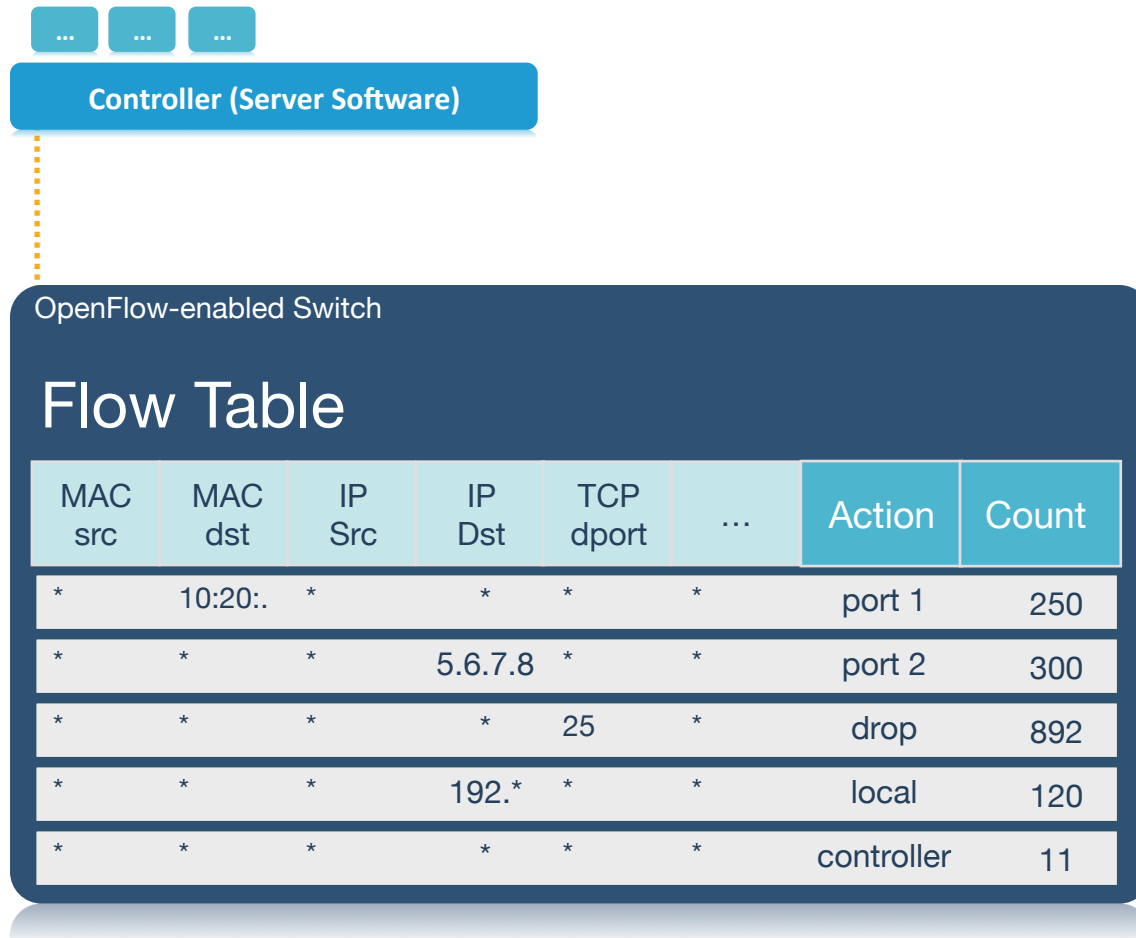 ... ... ...
Controller (Server Software)
OpenFlow-enabled Switch
Flow Table
MAC src MAC dst IP Src IP Dst TCP dport ... Action Count
* 10:20:. * * * * port 1 250
* * * 5.6.7.8 * * port 2 300
* * * * 25 * drop 892
* * * 192.* * * local 120
* * * * * * controller 11